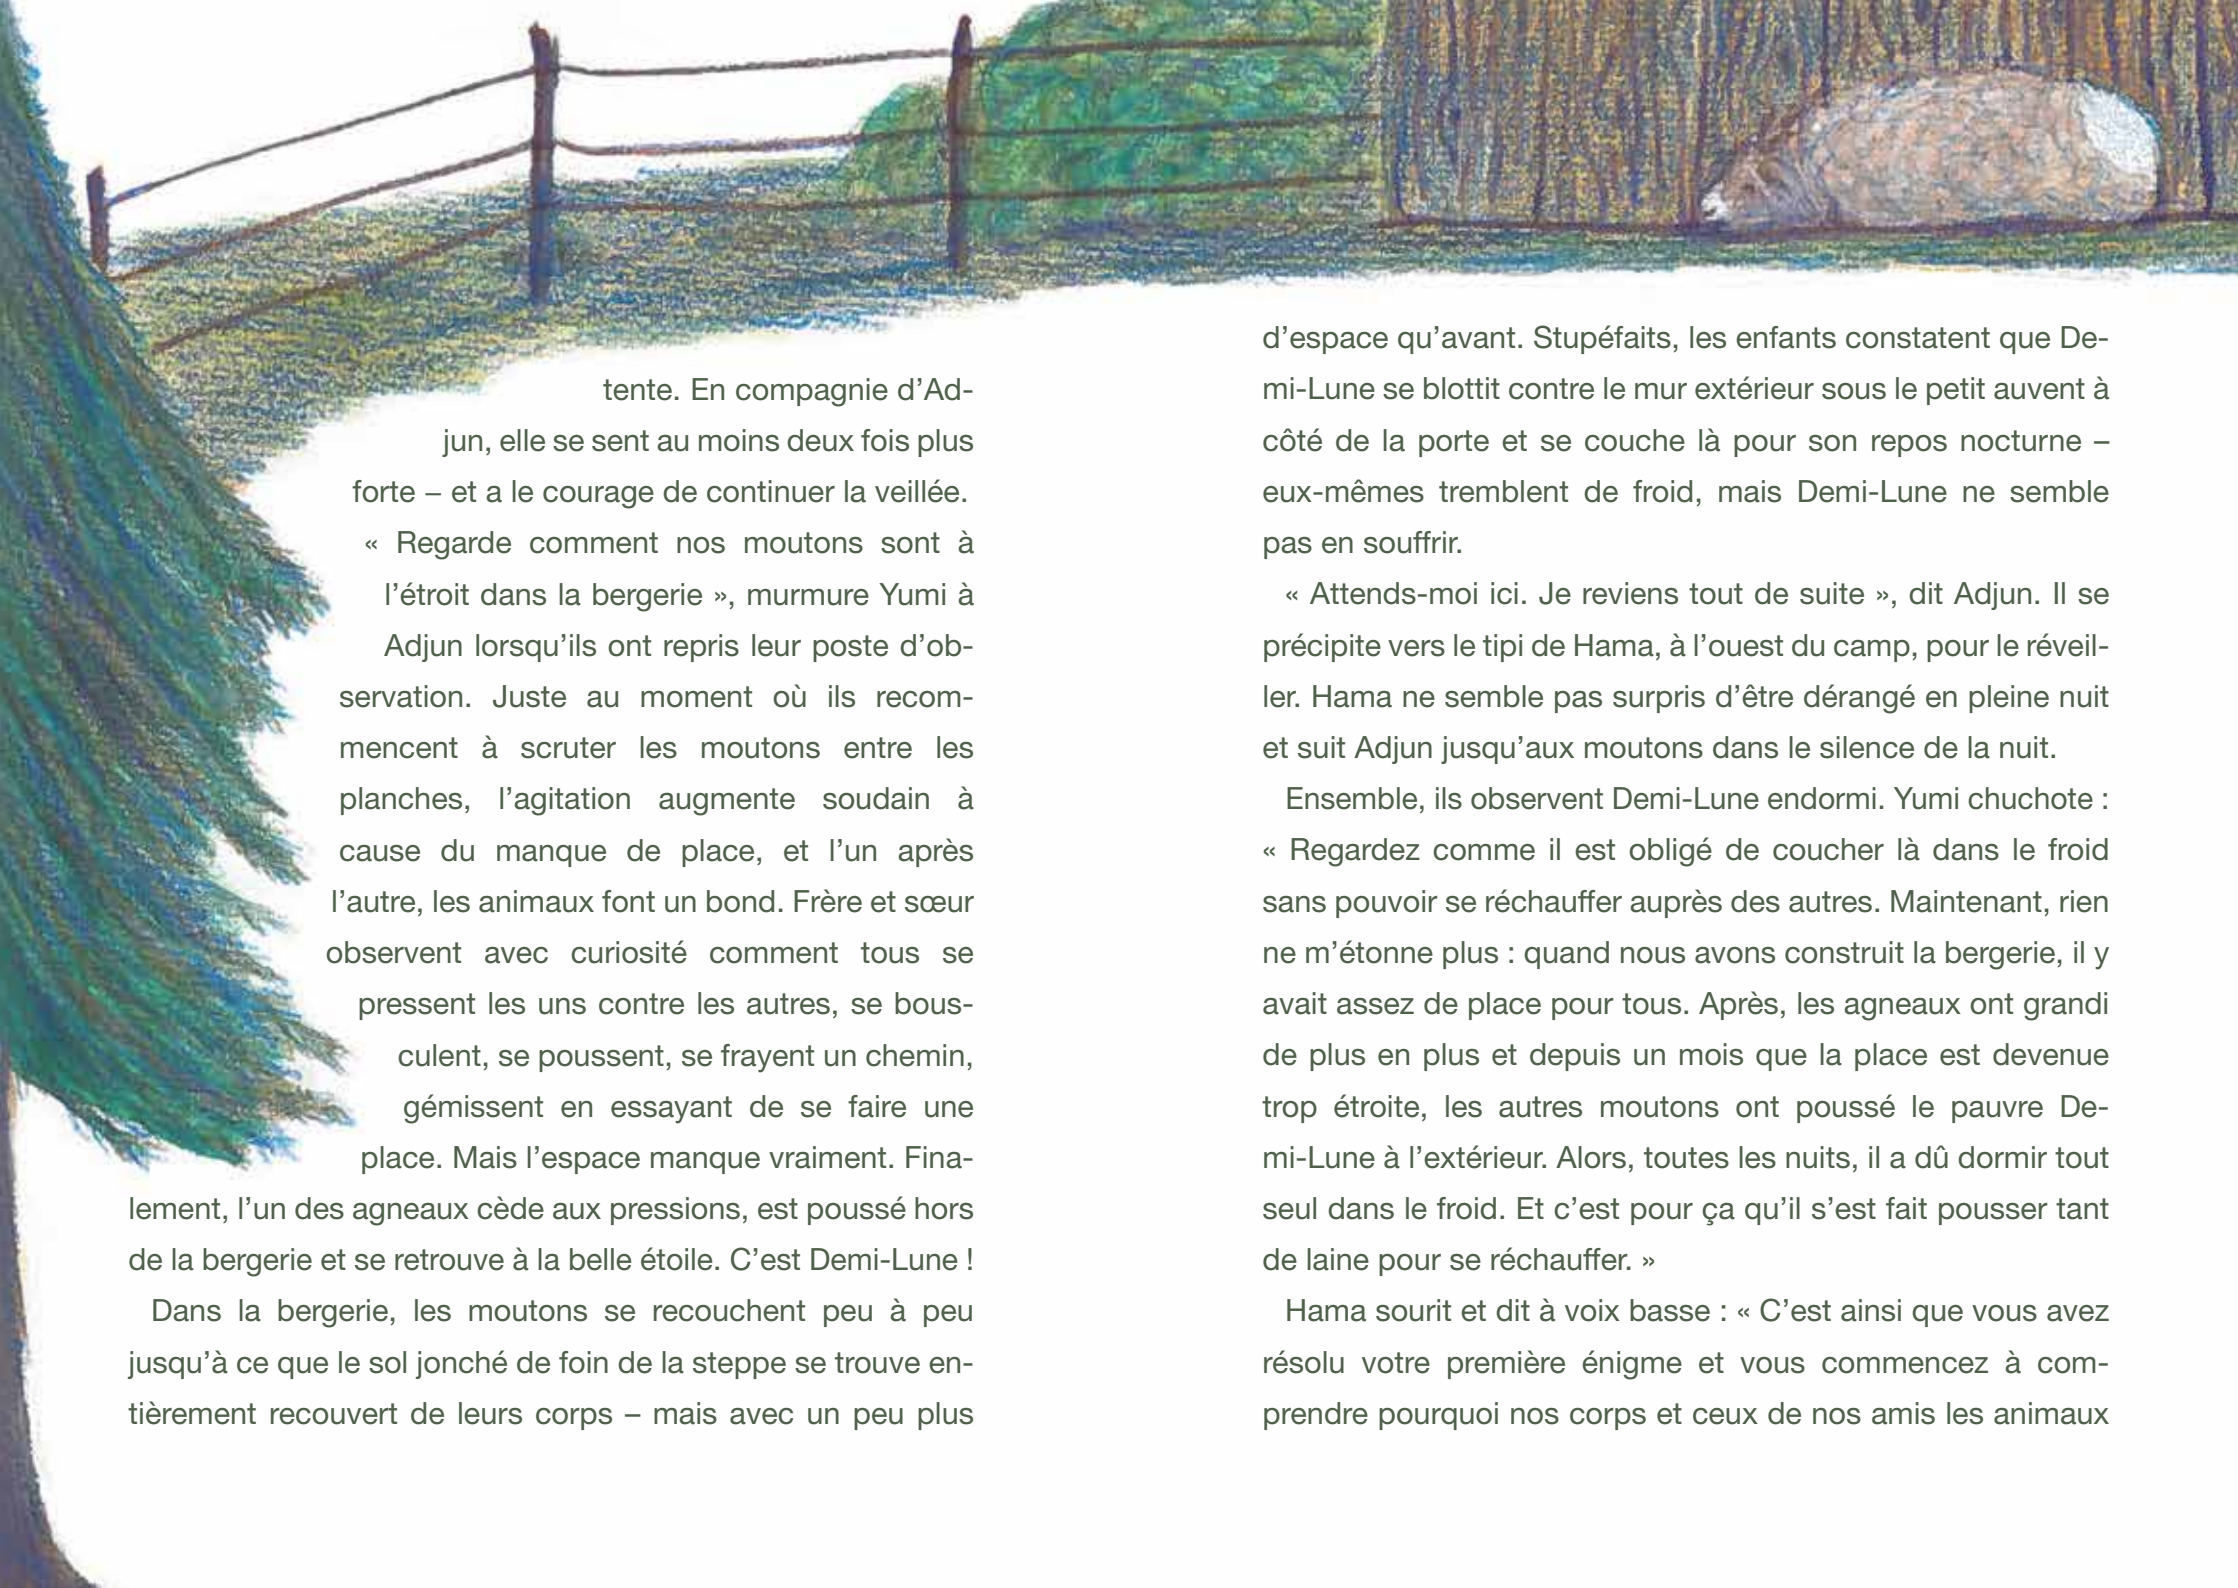 tente. En compagnie d’Ad-
jun, elle se sent au moins deux fois plus
forte – et a le courage de continuer la veillée.
« Regarde comment nos moutons sont à
l’étroit dans la bergerie », murmure Yumi à
Adjun lorsqu’ils ont repris leur poste d’ob-
servation. Juste au moment où ils recom-
mencent à scruter les moutons entre les
planches, l’agitation augmente soudain à
cause du manque de place, et l’un après
l’autre, les animaux font un bond. Frère et sœur
observent avec curiosité comment tous se
pressent les uns contre les autres, se bous-
culent, se poussent, se frayent un chemin,
gémissent en essayant de se faire une
place. Mais l’espace manque vraiment. Fina-
lement, l’un des agneaux cède aux pressions, est poussé hors
de la bergerie et se retrouve à la belle étoile. C’est Demi-Lune !
Dans la bergerie, les moutons se recouchent peu à peu
jusqu’à ce que le sol jonché de foin de la steppe se trouve en-
tièrement recouvert de leurs corps – mais avec un peu plus
d’espace qu’avant. Stupéfaits, les enfants constatent que De-
mi-Lune se blottit contre le mur extérieur sous le petit auvent à
côté de la porte et se couche là pour son repos nocturne –
eux-mêmes tremblent de froid, mais Demi-Lune ne semble
pas en souffrir.
« Attends-moi ici. Je reviens tout de suite », dit Adjun. Il se
précipite vers le tipi de Hama, à l’ouest du camp, pour le réveil-
ler. Hama ne semble pas surpris d’être dérangé en pleine nuit
et suit Adjun jusqu’aux moutons dans le silence de la nuit.
Ensemble, ils observent Demi-Lune endormi. Yumi chuchote :
« Regardez comme il est obligé de coucher là dans le froid
sans pouvoir se réchauffer auprès des autres. Maintenant, rien
ne m’étonne plus : quand nous avons construit la bergerie, il y
avait assez de place pour tous. Après, les agneaux ont grandi
de plus en plus et depuis un mois que la place est devenue
trop étroite, les autres moutons ont poussé le pauvre De-
mi-Lune à l’extérieur. Alors, toutes les nuits, il a dû dormir tout
seul dans le froid. Et c’est pour ça qu’il s’est fait pousser tant
de laine pour se réchauffer. »
Hama sourit et dit à voix basse : « C’est ainsi que vous avez
résolu votre première énigme et vous commencez à com-
prendre pourquoi nos corps et ceux de nos amis les animaux